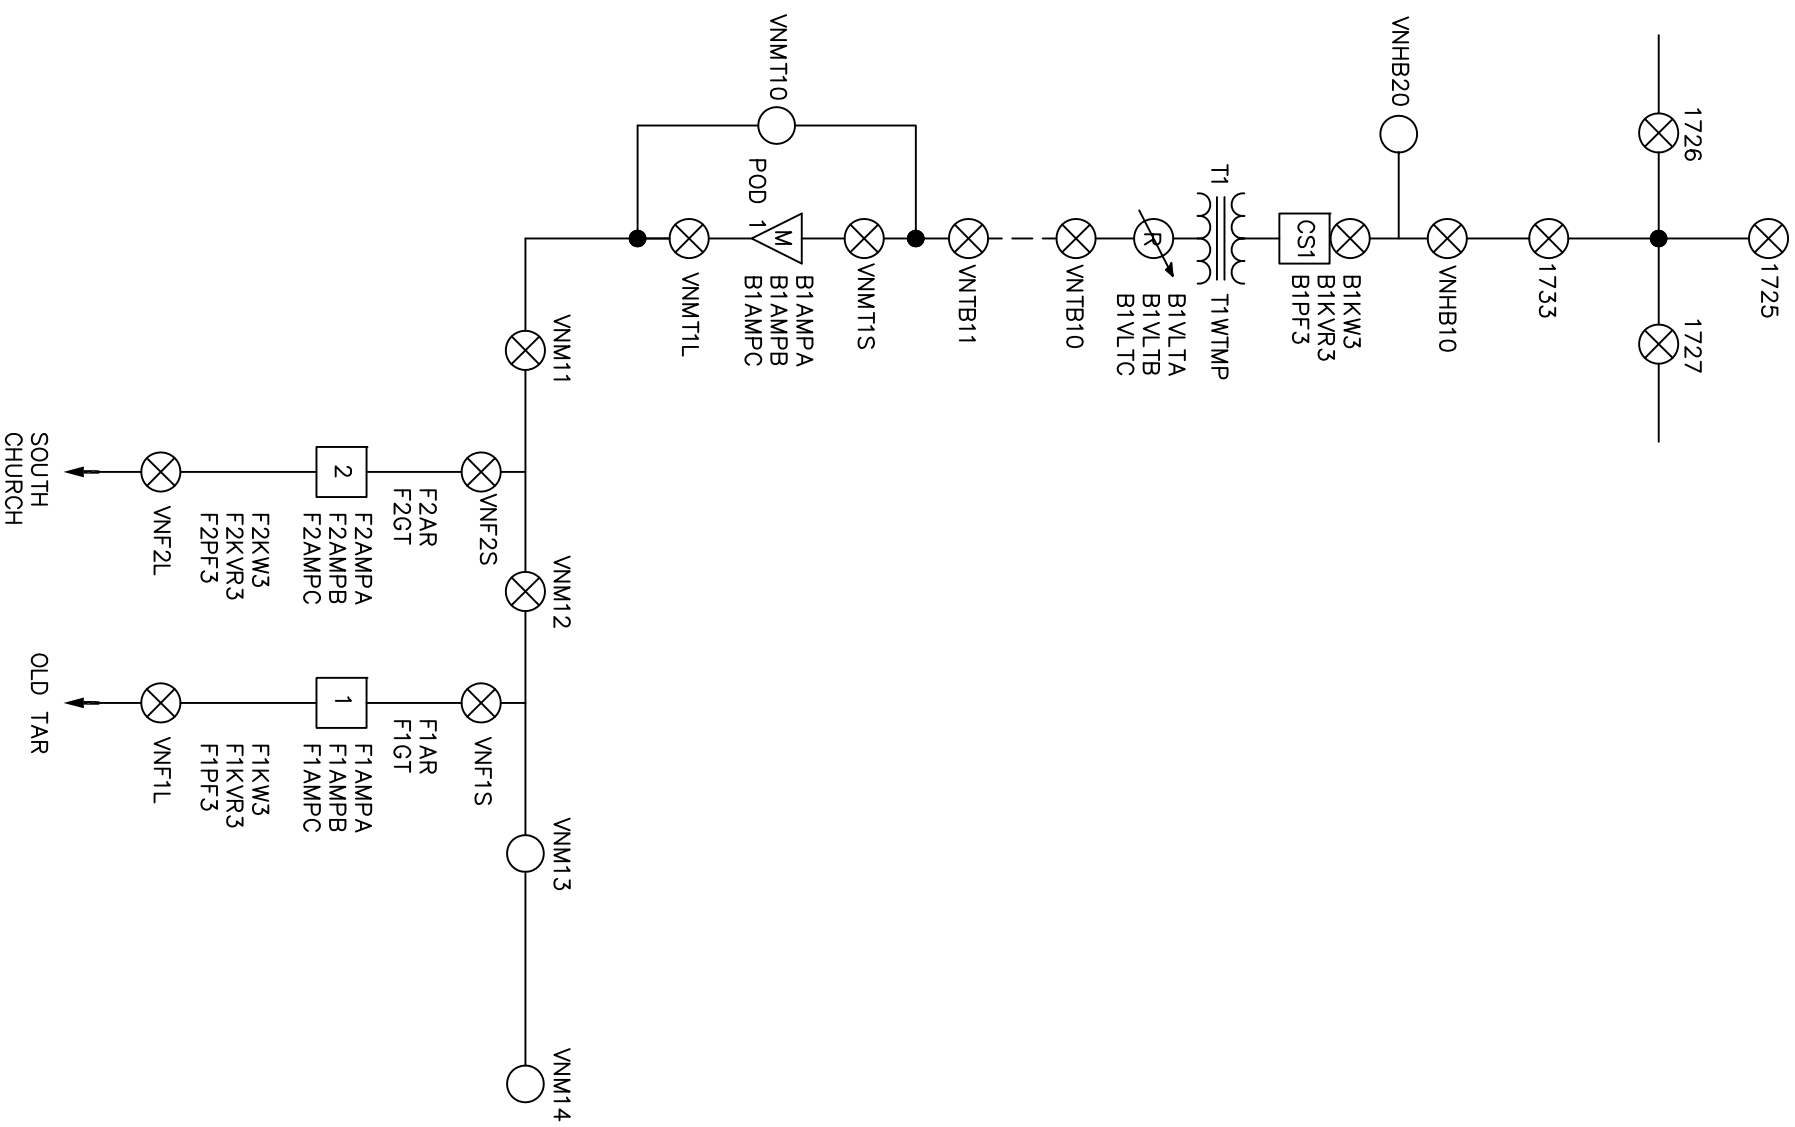 1725
1726
1727
1733
VNHB10
VNHB20
CS1
B1KW3
B1KVR3
B1PF3
T1
T1WTMP
R
B1VLTA
B1VLTB
B1VLTC
VNTB10
VNTB11
VNMT10
VNMT1S
POD 1
M
B1AMPA
B1AMPB
B1AMPC
VNMT1L
VNM11
VNM12
VNM13
VNM14
VNF2S
F2AR
F2GT
2
F2AMPA
F2AMPB
F2AMPC
F2KW3
F2KVR3
F2PF3
VNF2L
SOUTH
CHURCH
VNF1S
F1AR
F1GT
1
F1AMPA
F1AMPB
F1AMPC
F1KW3
F1KVR3
F1PF3
VNF1L
OLD TAR